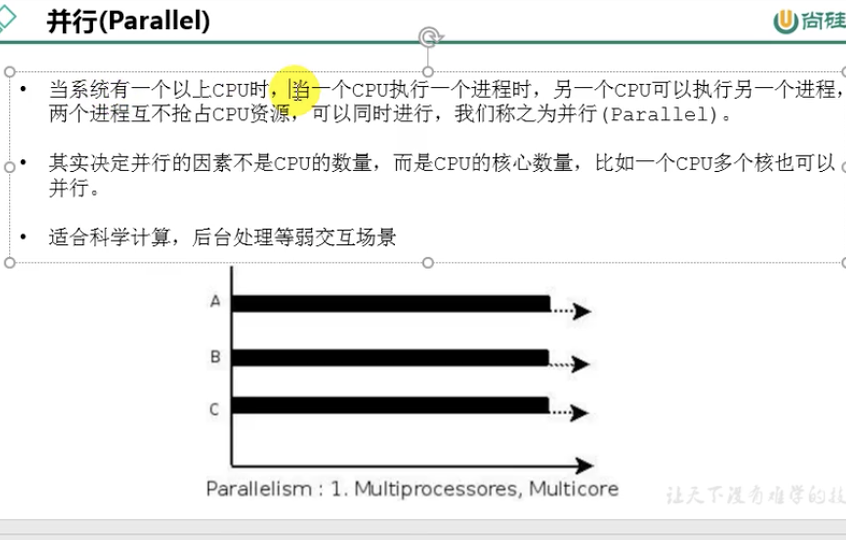 并行(Parallel)
尚硅
• 当系统有一个以上CPU时，当一个CPU执行一个进程时，另一个CPU可以执行另一个进程，
两个进程互不抢占CPU资源，可以同时进行，我们称之为并行(Parallel)。
• 其实决定并行的因素不是CPU的数量，而是CPU的核心数量，比如一个CPU多个核也可以
并行。
• 适合科学计算，后台处理等弱交互场景
A
B
C
Parallelism : 1. Multiprocessores, Multicore
让天下没有难学的技